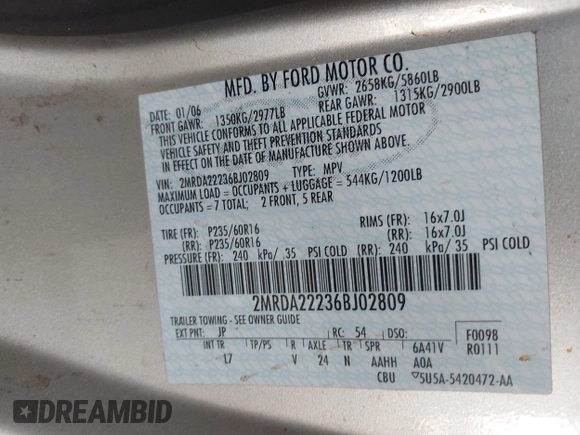 MFD. BY FORD MOTOR CO.
DATE: 01/06 GVWR: 2658KG/5860LB
FRONT GAWR: 1350KG/2977LB REAR GAWR: 1315KG/2900LB
THIS VEHICLE CONFORMS TO ALL APPLICABLE FEDERAL MOTOR
VEHICLE SAFETY AND THEFT PREVENTION STANDARDS
IN EFFECT ON THE DATE OF MANUFACTURE SHOWN ABOVE.
VIN: 2MRDA22236BJ02809 TYPE: MPV
MAXIMUM LOAD = OCCUPANTS + LUGGAGE = 544KG/1200LB
OCCUPANTS = 7 TOTAL; 2 FRONT, 5 REAR
TIRE (FR): P235/60R16 RIMS (FR): 16x7.0J
(RR): P235/60R16 (RR): 16x7.0J
PRESSURE (FR): 240 kPa/ 35 PSI COLD (RR): 240 kPa/ 35 PSI COLD
2MRDA22236BJ02809
TRAILER TOWING - SEE OWNER GUIDE
EXT PNT: JP RC: 54 DSO: F0098
INT TR TP/PS R AXLE TR SPR 6A41V R0111
L7 V 24 N AAHH A0A
CBU 5U5A-5420472-AA
DREAMBID